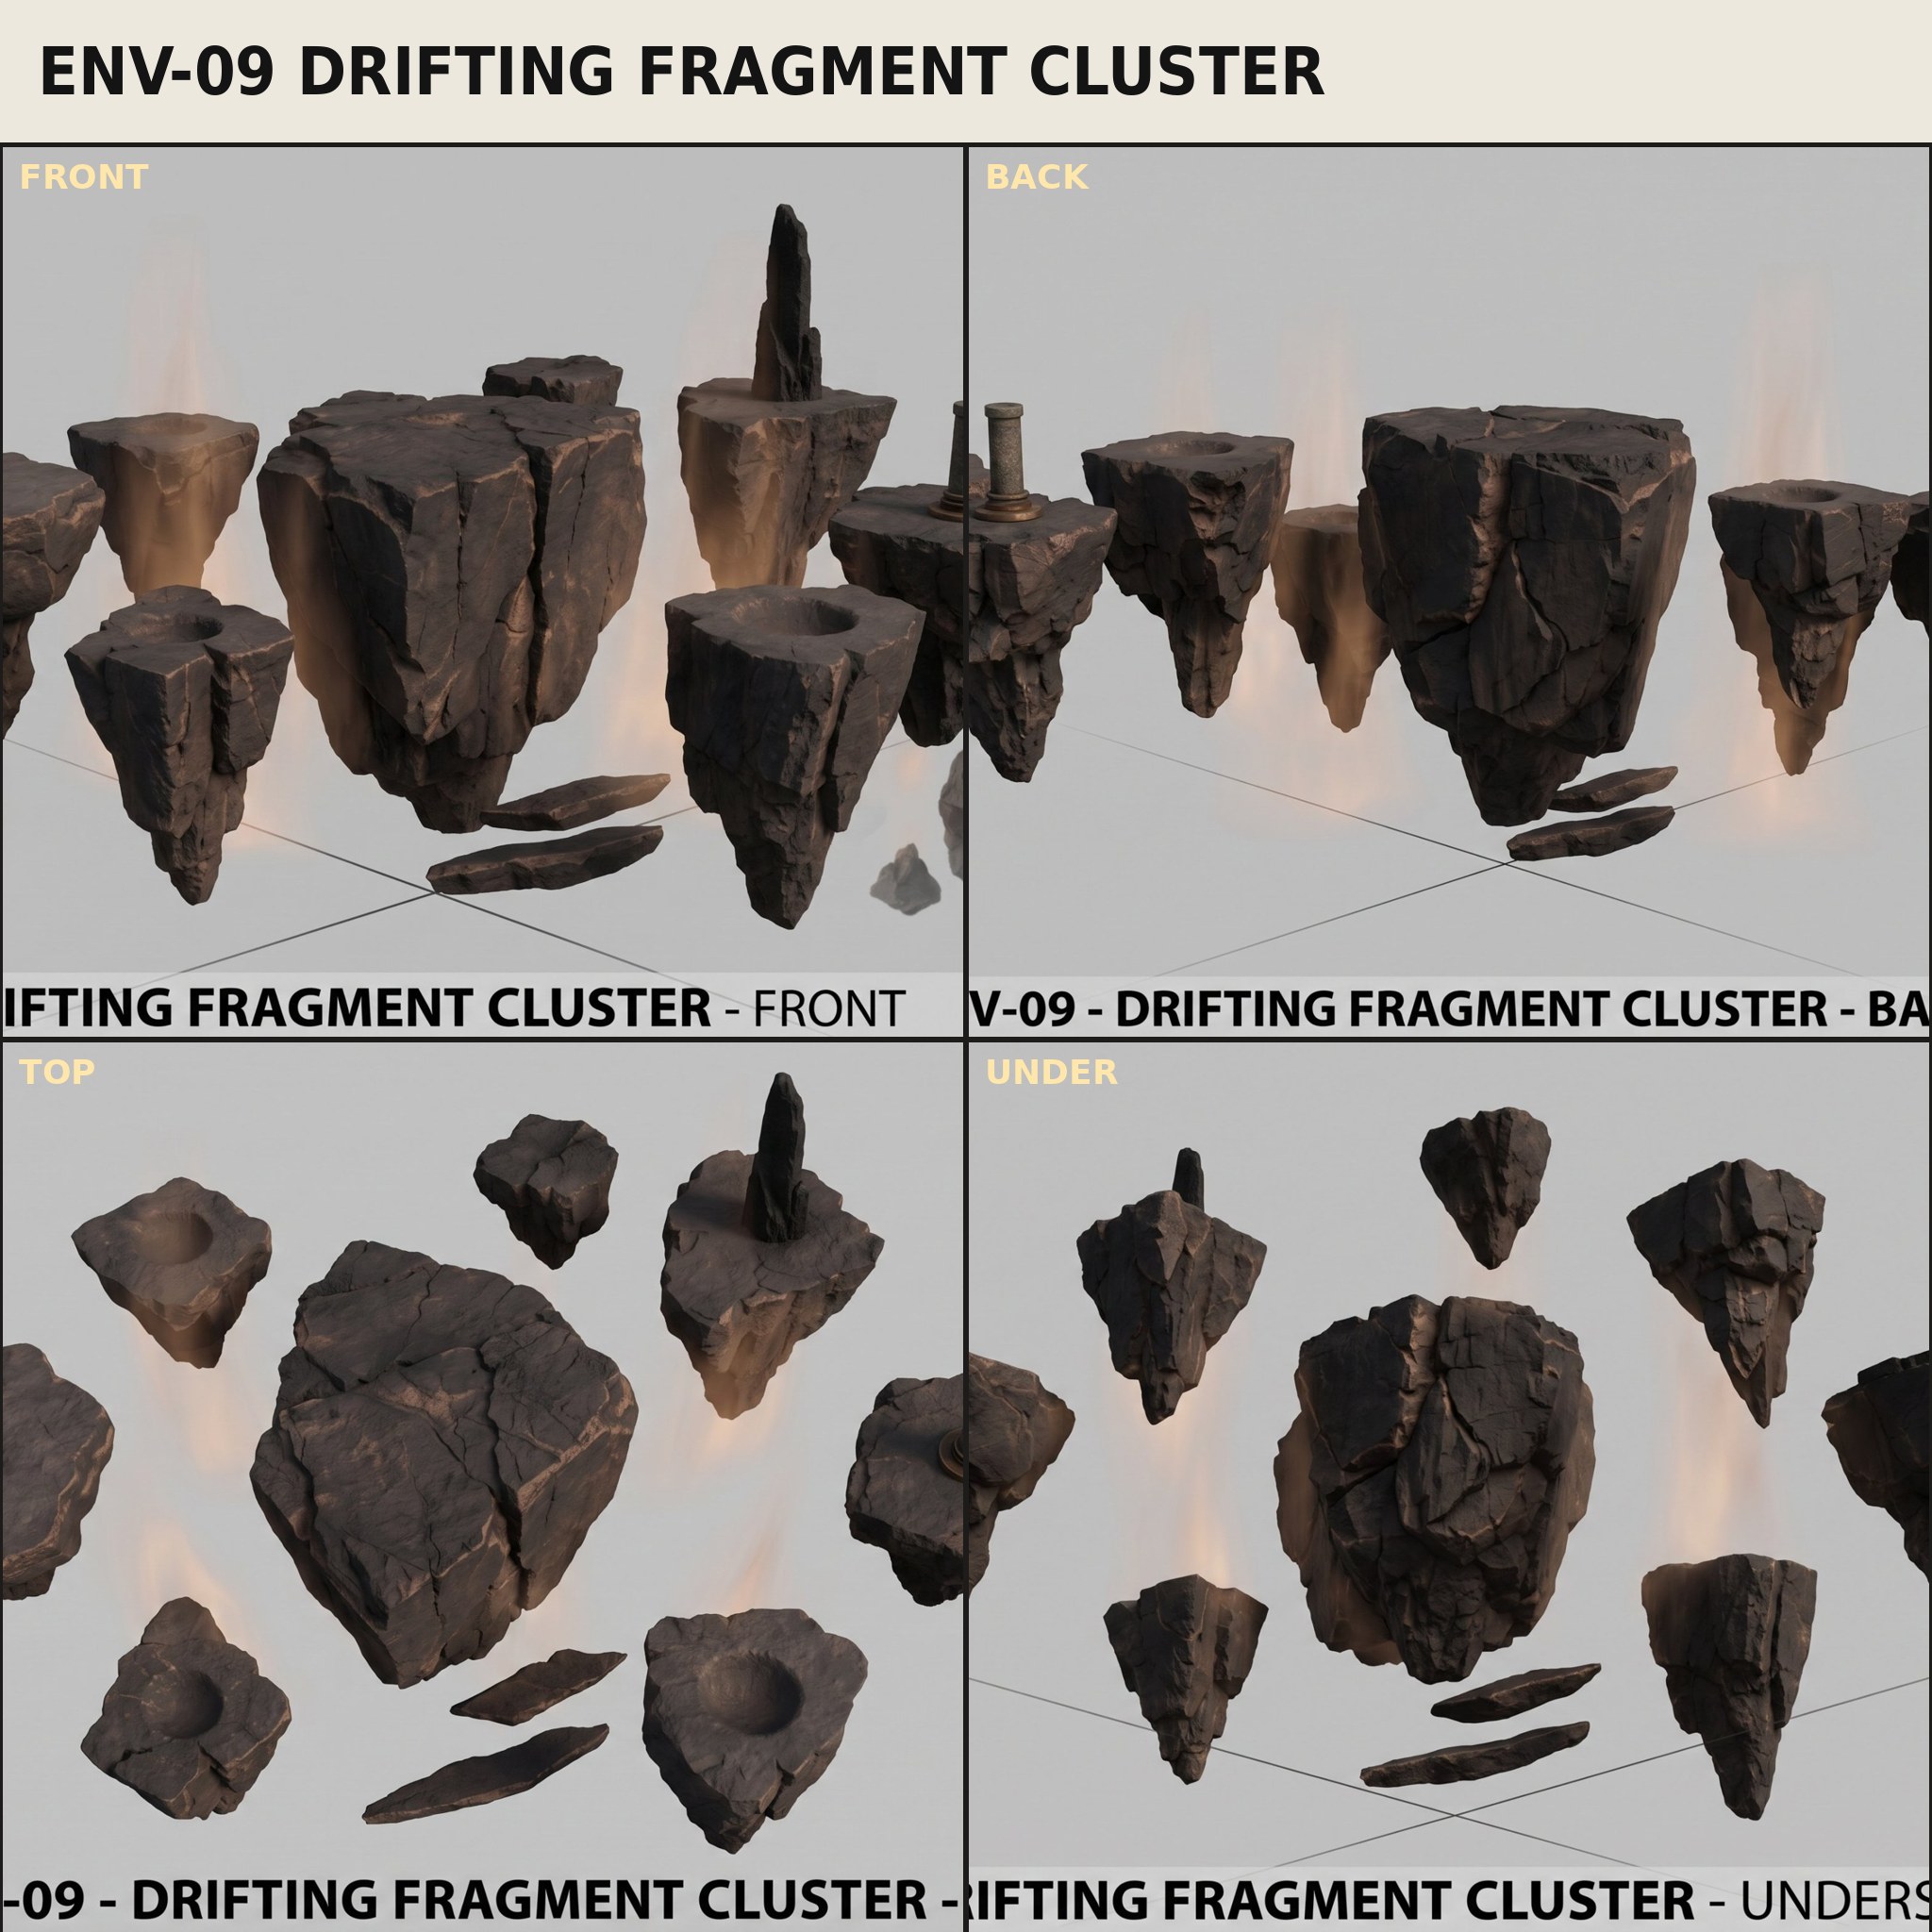 ENV-09 DRIFTING FRAGMENT CLUSTER
FRONT
BACK
IFTING FRAGMENT CLUSTER - FRONT
V-09 - DRIFTING FRAGMENT CLUSTER - BA
TOP
UNDER
-09 - DRIFTING FRAGMENT CLUSTER -
IFTING FRAGMENT CLUSTER - UNDERS